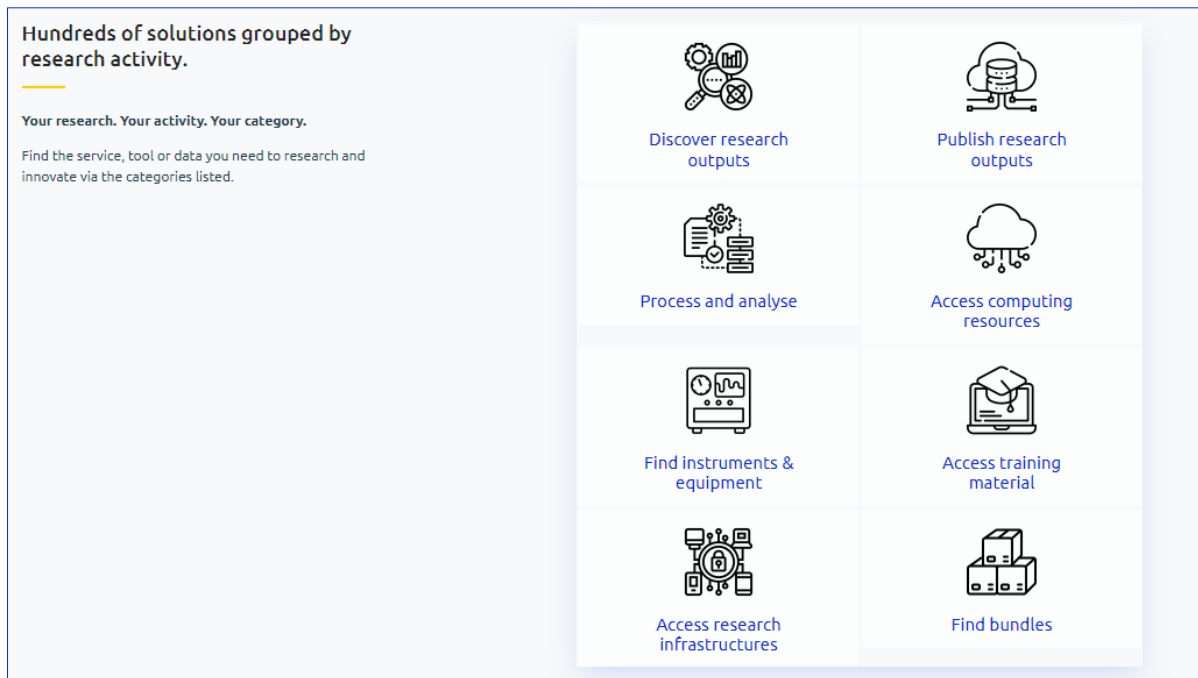 Hundreds of solutions grouped by
research activity.
Your research. Your activity. Your category.
Find the service, tool or data you need to research and
innovate via the categories listed.
Discover research
outputs
Publish research
outputs
Process and analyse
Access computing
resources
Find instruments &
equipment
Access training
material
Access research
infrastructures
Find bundles